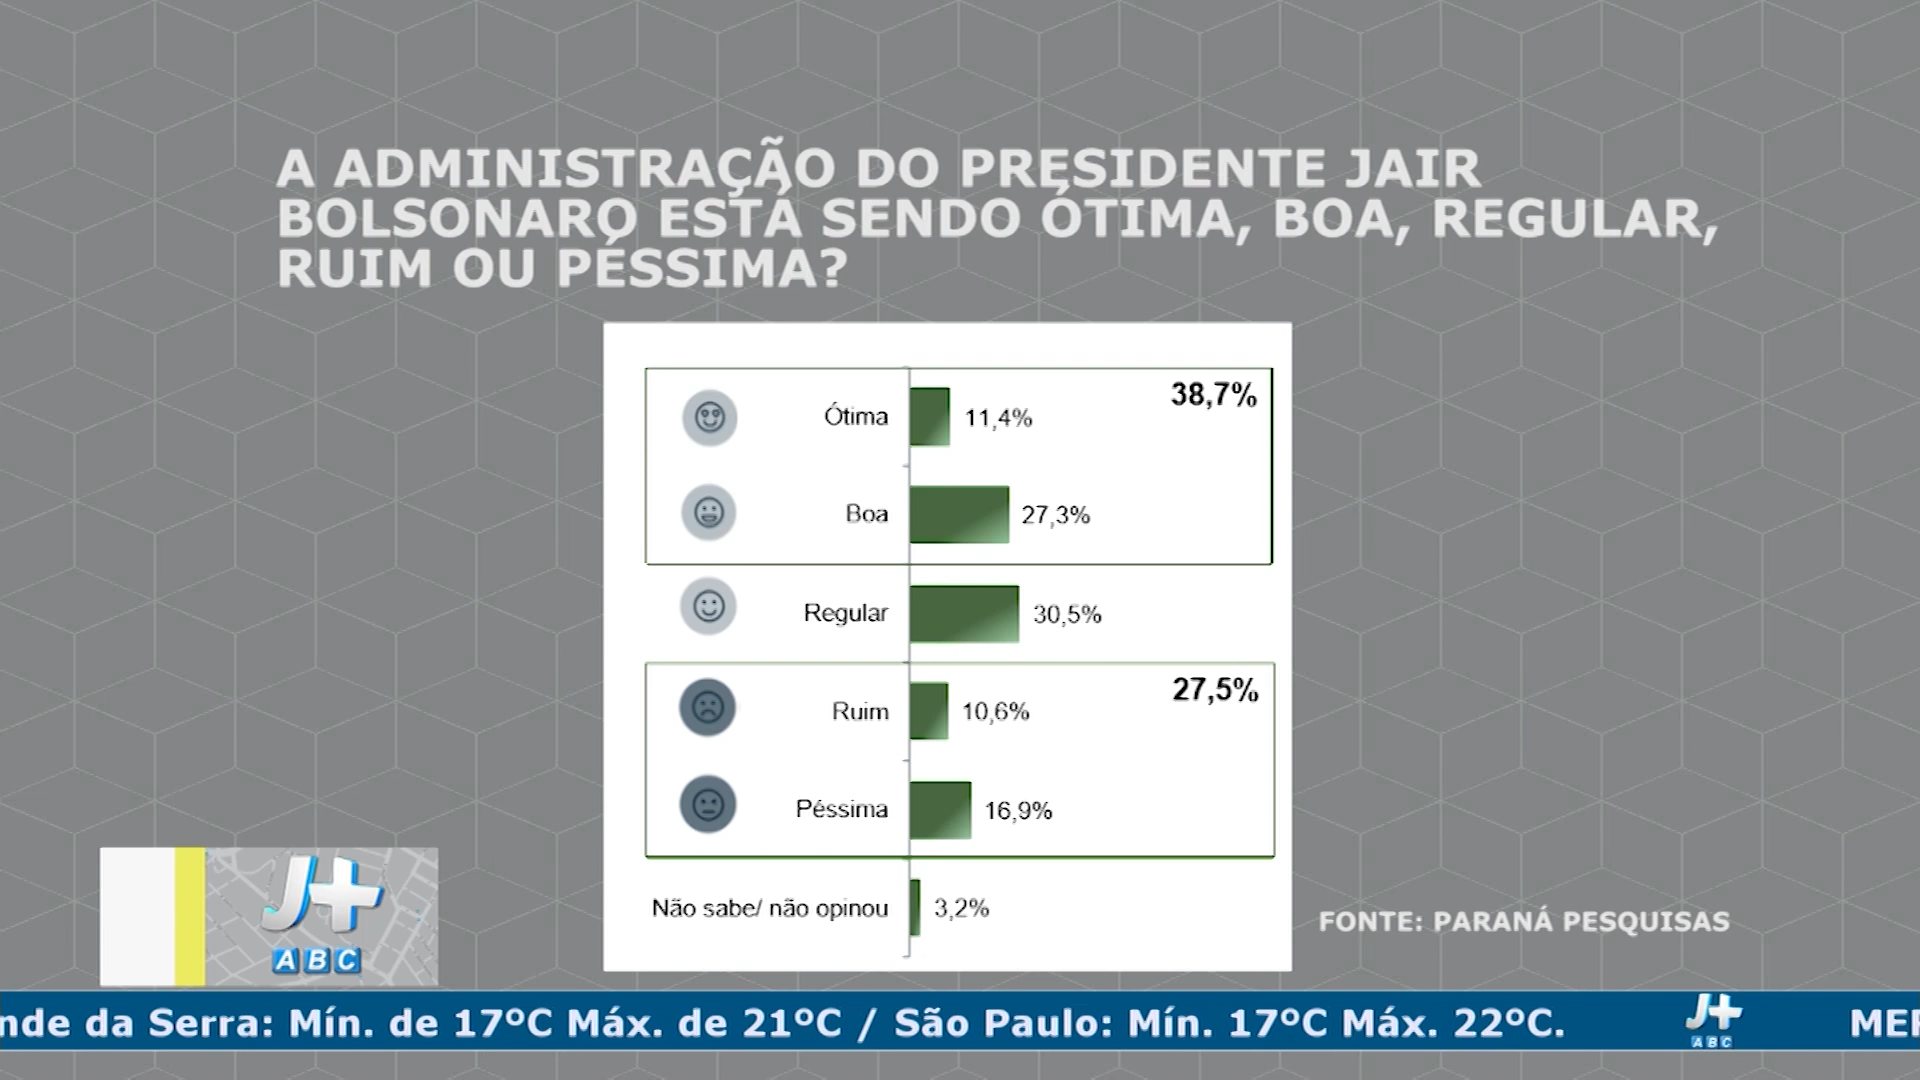 A ADMINISTRAÇÃO DO PRESIDENTE JAIR
BOLSONARO ESTÁ SENDO ÓTIMA, BOA, REGULAR,
RUIM OU PÉSSIMA?
38,7%
Ótima 11,4%
Boa 27,3%
Regular 30,5%
27,5%
Ruim 10,6%
Péssima 16,9%
Não sabe/ não opinou 3,2%
FONTE: PARANÁ PESQUISAS
J+
ABC
nde da Serra: Mín. de 17ºC Máx. de 21ºC / São Paulo: Mín. 17ºC Máx. 22ºC.
J+
ABC